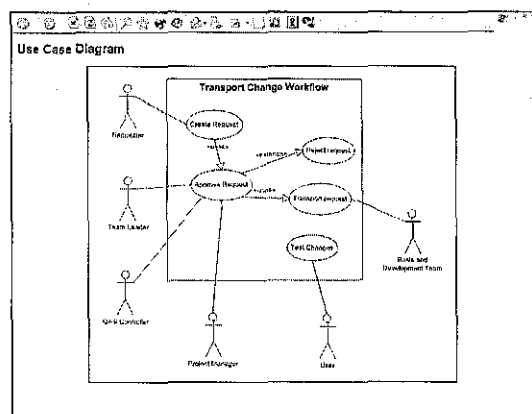 Use Case Diagram
Transport Change Workflow
Requester
Create Request
Reject request
Approve Request
Transport request
Team Leader
Test Changes
Basis and
Development Team
Project Manager
User